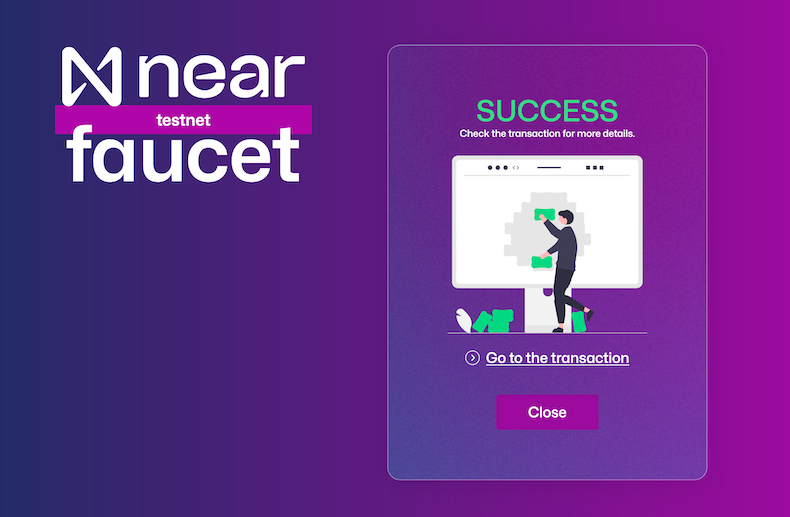 near
testnet
faucet
SUCCESS
Check the transaction for more details.
Go to the transaction
Close